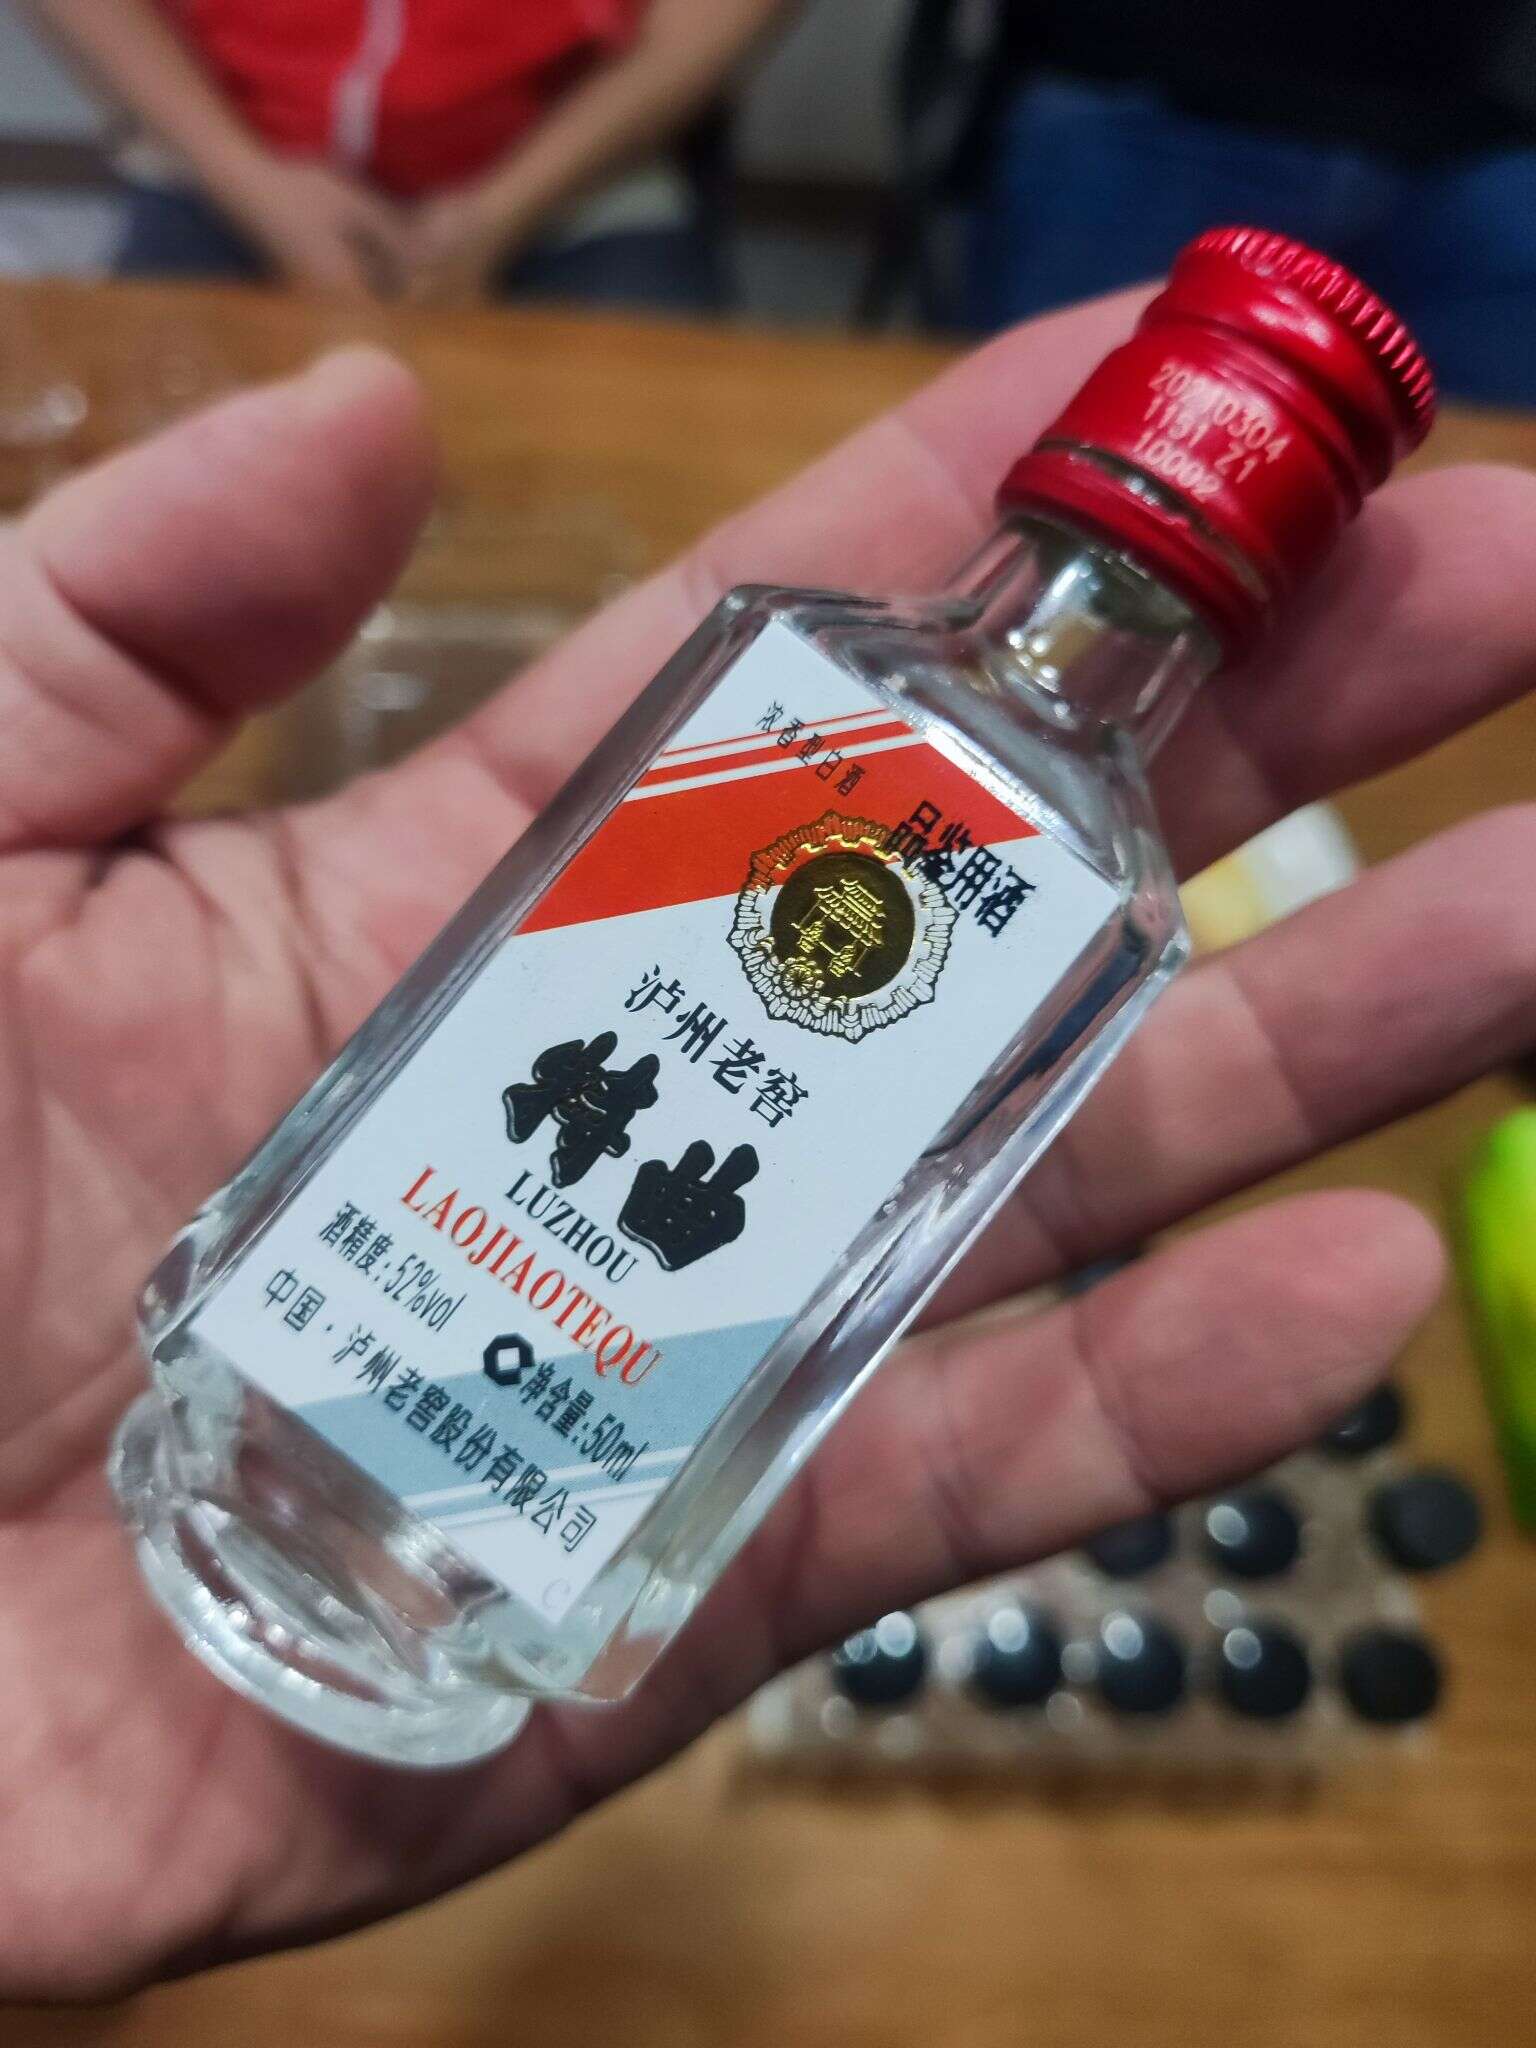 1151 Z1
10002
浓香型白酒
品鉴用酒
泸州老窖
特曲
LUZHOU
LAOJIAOTEQU
酒精度:52%vol 净含量:50ml
中国·泸州老窖股份有限公司
C